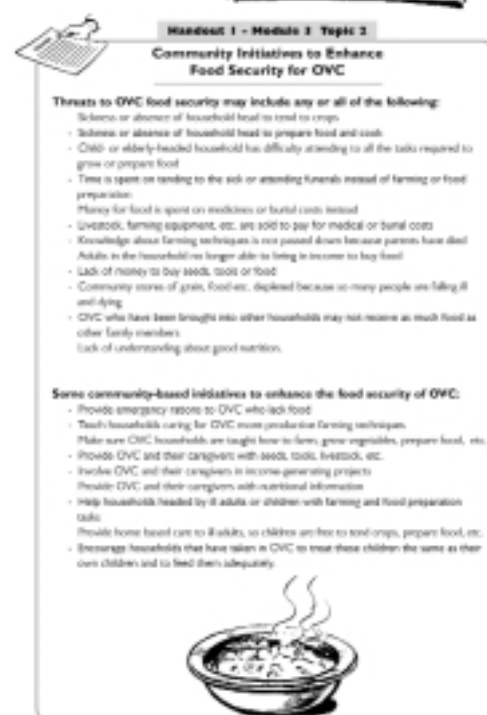 Handout 1 - Module 3 Topic 2
Community Initiatives to Enhance
Food Security for OVC
Threats to OVC food security may include any or all of the following:
Sickness or absence of household head to tend to crops
- Sickness or absence of household head to prepare food and cook
- Child- or elderly-headed household has difficulty attending to all the tasks required to
grow or prepare food
- Time is spent on tending to the sick or attending funerals instead of farming or food
preparation
Money for food is spent on medicines or burial costs instead
- Livestock, farming equipment, etc. are sold to pay for medical or burial costs
- Knowledge about farming techniques is not passed down because parents have died
Adults in the household no longer able to bring in income to buy food
- Lack of money to buy seeds, tools or food
- Community stores of grain, food etc. depleted because so many people are falling ill
and dying
- OVC who have been brought into other households may not receive as much food as
other family members
Lack of understanding about good nutrition.
Some community-based initiatives to enhance the food security of OVC:
- Provide emergency rations to OVC who lack food
- Teach households caring for OVC more productive farming techniques
Make sure OVC households are taught how to farm, grow vegetables, prepare food, etc.
- Provide OVC and their caregivers with seeds, tools, livestock, etc.
- Involve OVC and their caregivers in income-generating projects
Provide OVC and their caregivers with nutritional information
- Help households headed by ill adults or children with farming and food preparation
tasks
Provide home based care to ill adults, so children are free to tend crops, prepare food, etc.
- Encourage households that have taken in OVC to treat these children the same as their
own children and to feed them adequately.